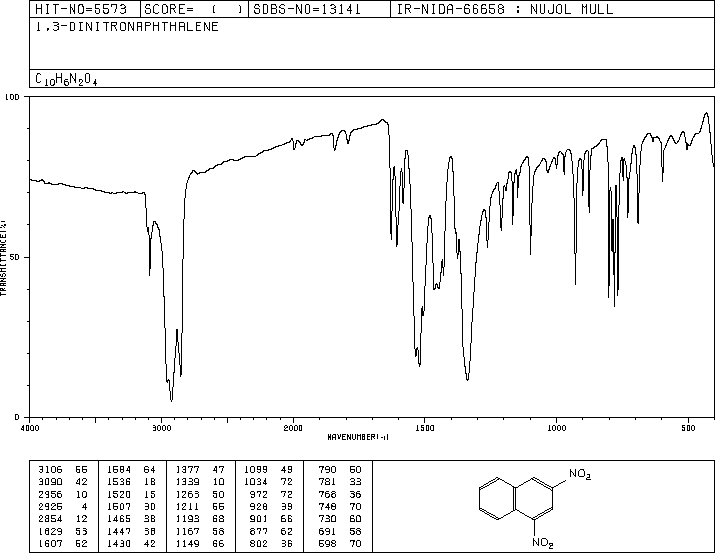 HIT-NO=5573 SCORE= ( ) SDBS-NO=13141 IR-NIDA-66658 : NUJOL MULL
1,3-DINITRONAPHTHALENE
C10H6N2O4
100
50
0
TRANSMITTANCE(%)
4000 3000 2000 1500 1000 500
WAVENUMBER(-1)
3106 55 1584 64 1377 47 1099 49 790 50
3090 42 1536 18 1339 10 1034 72 781 33
2956 10 1520 15 1263 50 972 72 766 36
2925 4 1507 30 1211 55 928 39 748 70
2854 12 1465 38 1193 68 901 66 730 60
1629 53 1447 38 1167 58 877 62 691 58
1607 52 1430 42 1149 66 802 36 598 70
NO2
NO2